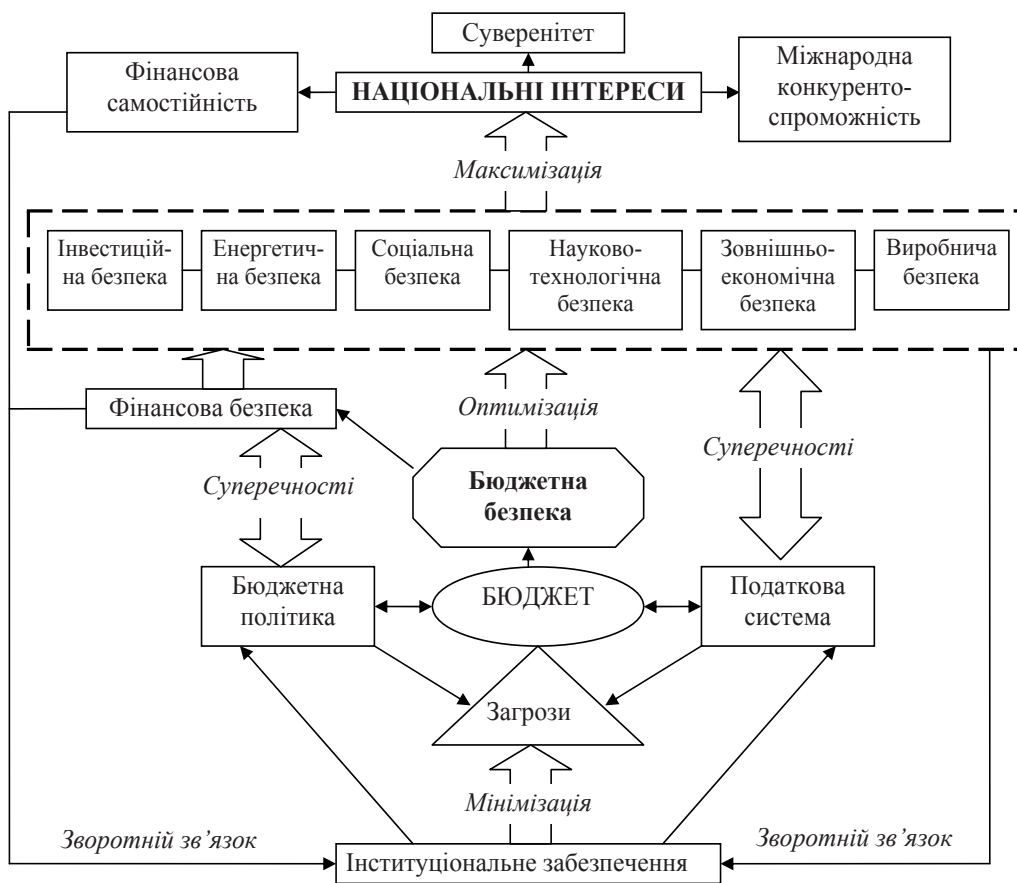 Суверенітет
Фінансова
самостійність
НАЦІОНАЛЬНІ ІНТЕРЕСИ
Міжнародна
конкуренто-
спроможність
Максимізація
Інвестицій-
на безпека
Енергетич-
на безпека
Соціальна
безпека
Науково-
технологічна
безпека
Зовнішньо-
економічна
безпека
Виробнича
безпека
Фінансова безпека
Оптимізація
Суперечності
Суперечності
Бюджетна
безпека
Бюджетна
політика
БЮДЖЕТ
Податкова
система
Загрози
Мінімізація
Зворотній зв’язок
Зворотній зв’язок
Інституціональне забезпечення